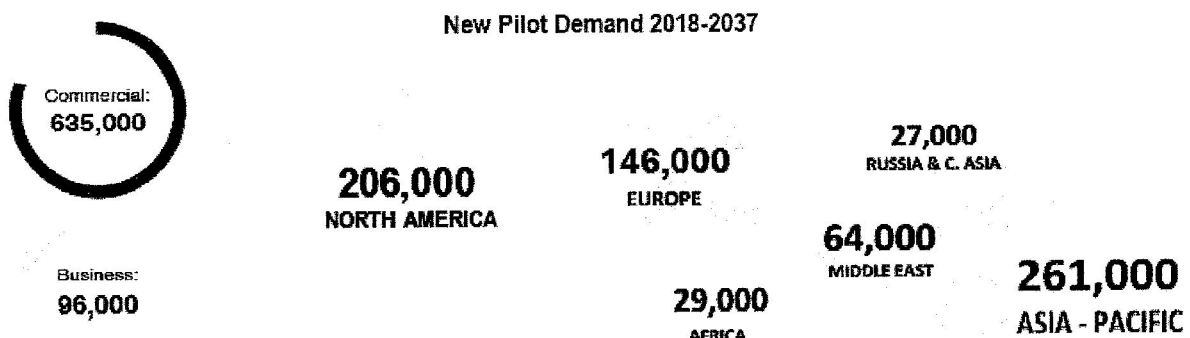 New Pilot Demand 2018-2037
Commercial:
635,000
Business:
96,000
206,000
NORTH AMERICA
146,000
EUROPE
27,000
RUSSIA & C. ASIA
64,000
MIDDLE EAST
29,000
AFRICA
261,000
ASIA - PACIFIC